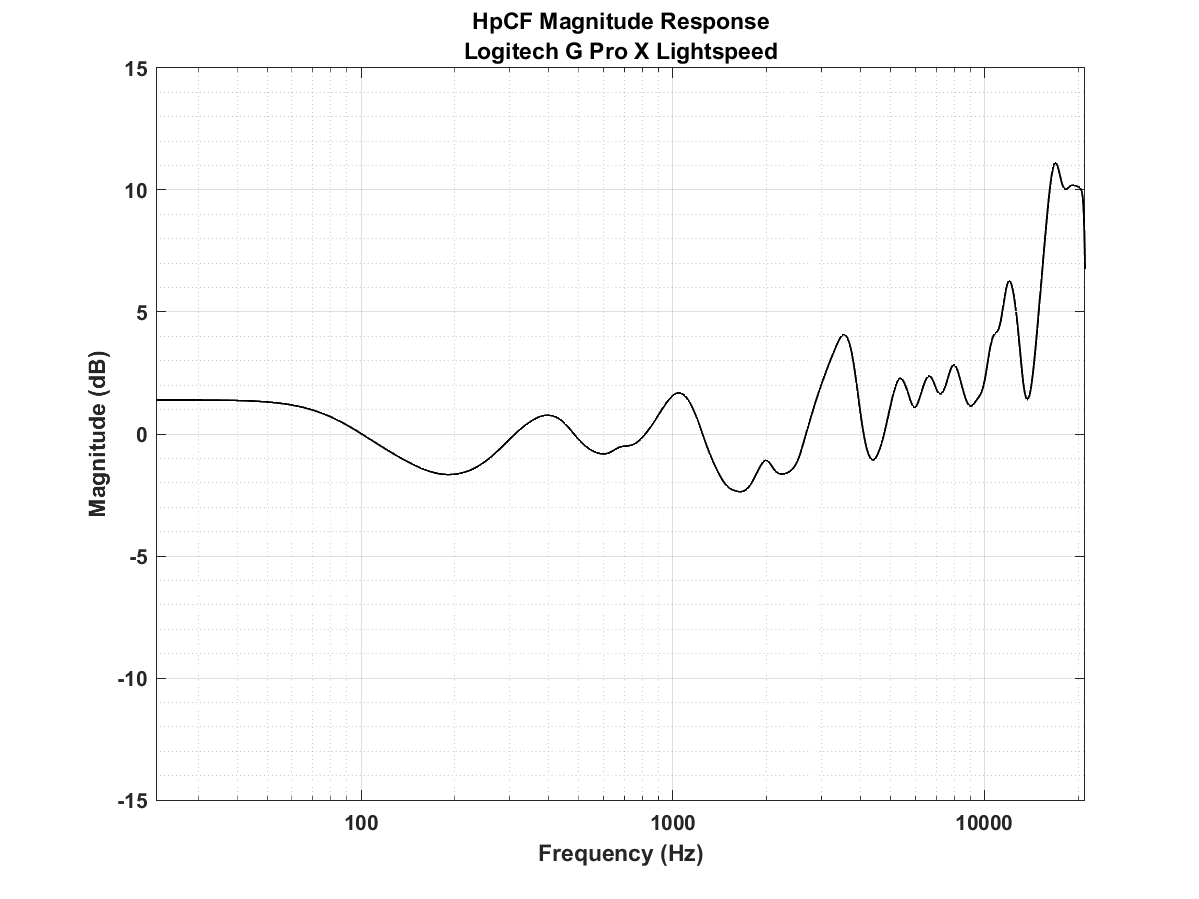 HpCF Magnitude Response
Logitech G Pro X Lightspeed
15
10
5
0
-5
-10
-15
Magnitude (dB)
100
1000
10000
Frequency (Hz)